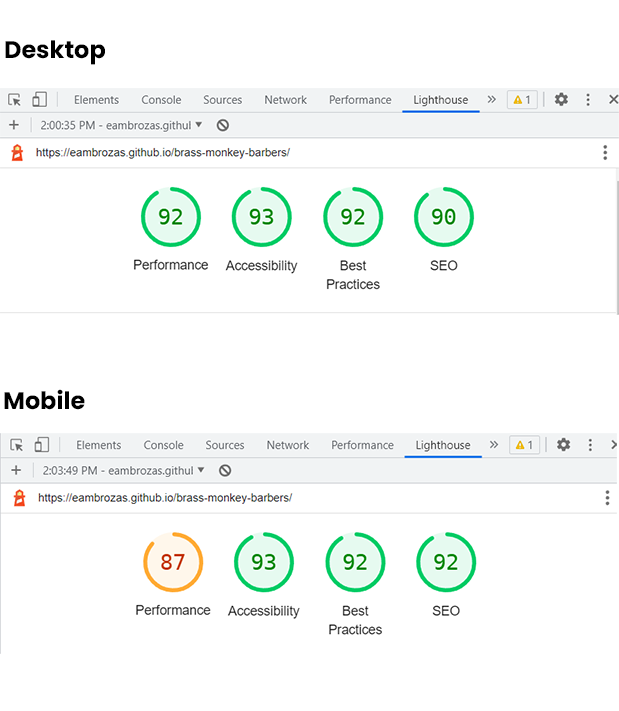 Desktop
Elements Console Sources Network Performance Lighthouse » 1
+ 2:00:35 PM - eambrozas.githul
https://eambrozas.github.io/brass-monkey-barbers/
92 93 92 90
Performance Accessibility Best Practices SEO
Mobile
Elements Console Sources Network Performance Lighthouse » 1
+ 2:03:49 PM - eambrozas.githul
https://eambrozas.github.io/brass-monkey-barbers/
87 93 92 92
Performance Accessibility Best Practices SEO